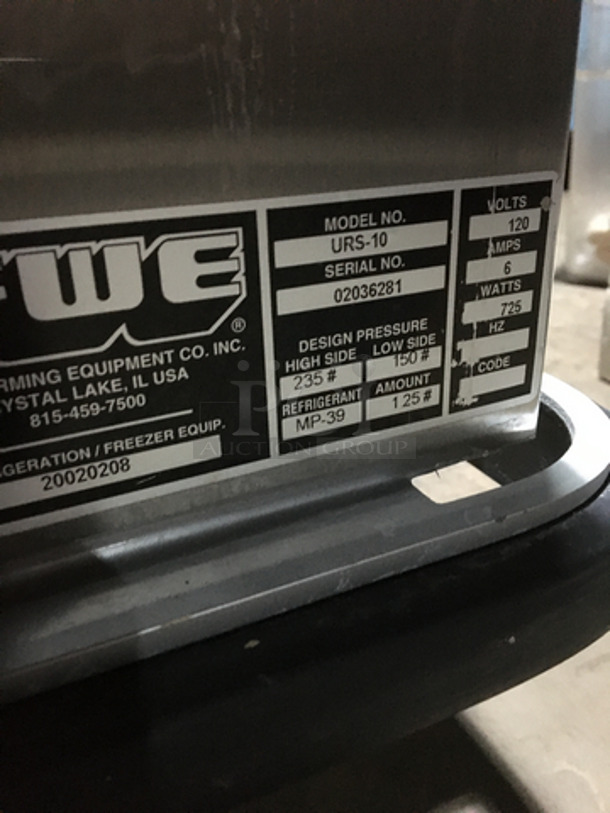 FWE
®
RMING EQUIPMENT CO. INC.
YSTAL LAKE, IL USA
815-459-7500
GERATION / FREEZER EQUIP.
20020208
MODEL NO.
URS-10
SERIAL NO.
02036281
DESIGN PRESSURE
HIGH SIDE LOW SIDE
235 # 150 #
REFRIGERANT AMOUNT
MP-39 1.25 #
VOLTS
120
AMPS
6
WATTS
725
HZ
CODE
AUCTION GROUP